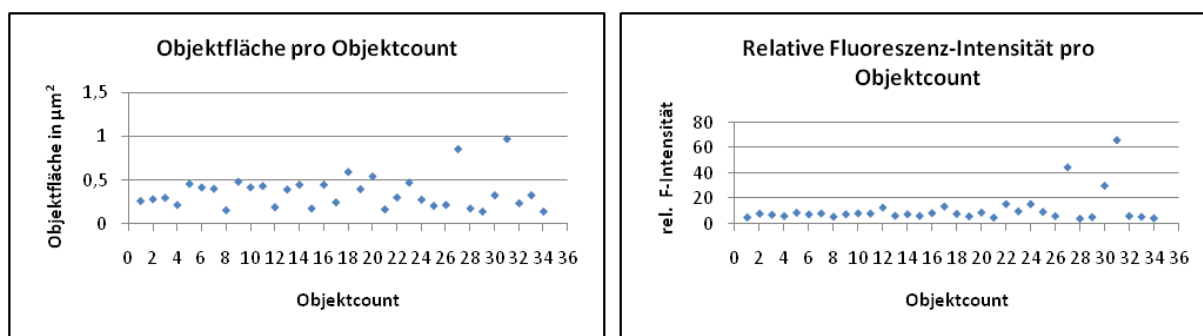 Objektfläche pro Objektcount
Objektfläche in µm²
1,5
1
0,5
0
0 2 4 6 8 10 12 14 16 18 20 22 24 26 28 30 32 34 36
Objektcount
Relative Fluoreszenz-Intensität pro
Objektcount
rel. F-Intensität
80
60
40
20
0
0 2 4 6 8 10 12 14 16 18 20 22 24 26 28 30 32 34 36
Objektcount